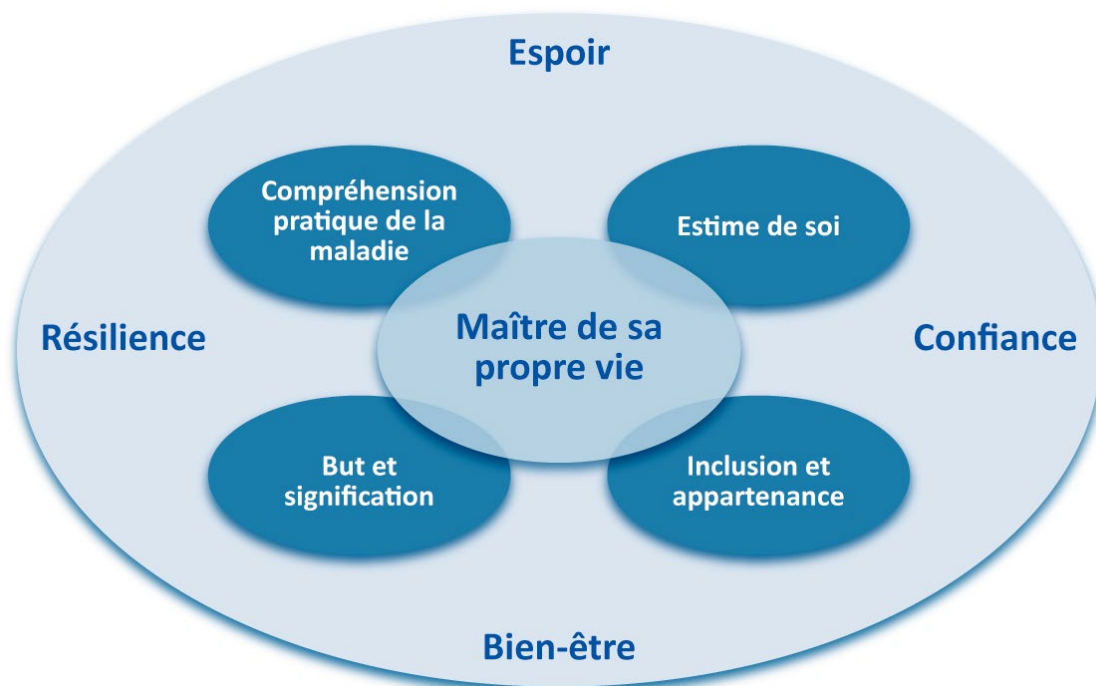 Espoir
Compréhension
pratique de la
maladie
Estime de soi
Résilience
Maître de sa
propre vie
Confiance
But et
signification
Inclusion et
appartenance
Bien-être